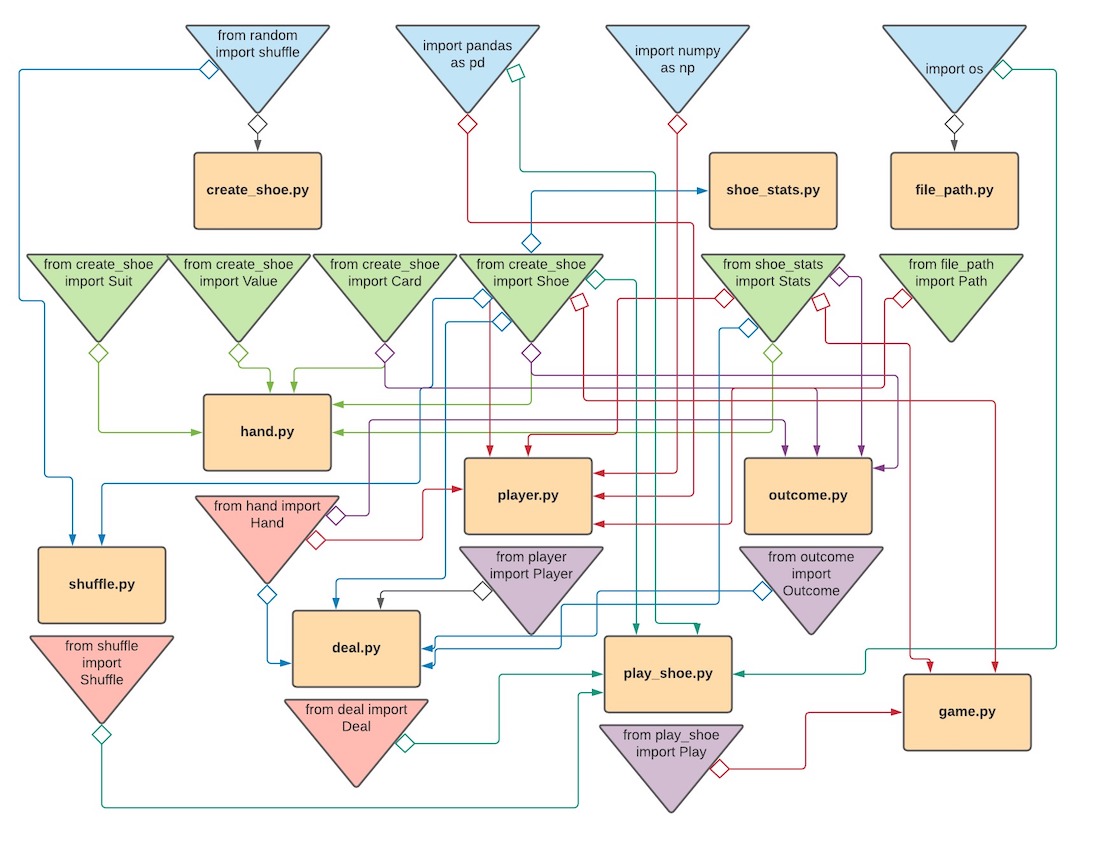 from random
import shuffle
import pandas
as pd
import numpy
as np
import os
create_shoe.py
shoe_stats.py
file_path.py
from create_shoe
import Suit
from create_shoe
import Value
from create_shoe
import Card
from create_shoe
import Shoe
from shoe_stats
import Stats
from file_path
import Path
hand.py
player.py
outcome.py
from hand import
Hand
from player
import Player
from outcome
import
Outcome
shuffle.py
deal.py
from shuffle
import
Shuffle
play_shoe.py
game.py
from deal import
Deal
from play_shoe
import Play